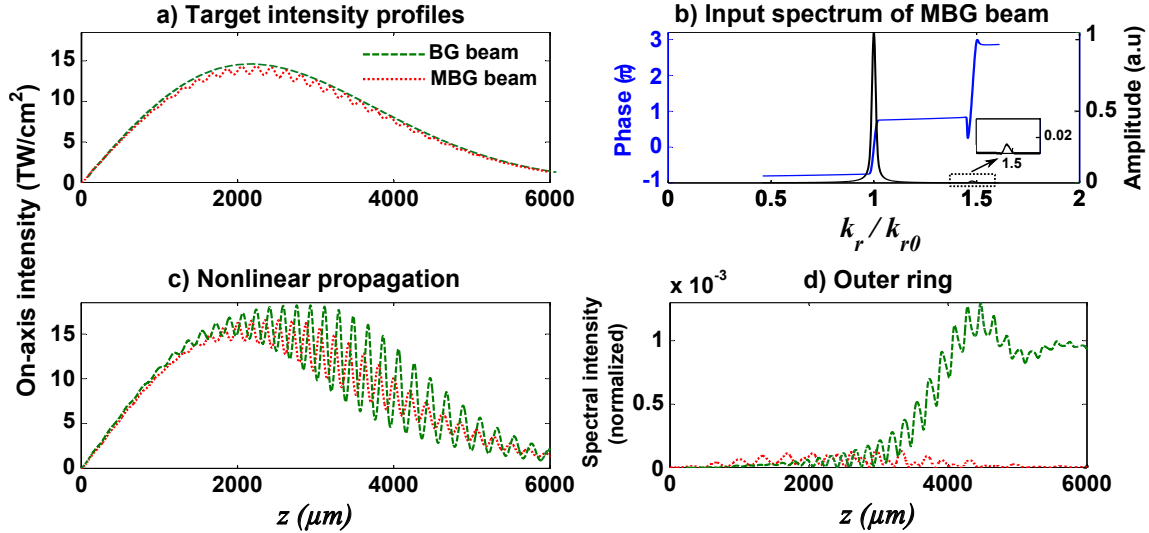 a) Target intensity profiles
15
10
5
0
0
2000
4000
6000
BG beam
MBG beam
On-axis intensity (TW/cm²)
b) Input spectrum of MBG beam
3
2
1
0
-1
Phase (π)
0
0.5
1
1.5
2
k_r / k_r0
1
0.5
0
Amplitude (a.u)
0.02
1.5
c) Nonlinear propagation
15
10
5
0
0
2000
4000
6000
z (μm)
d) Outer ring
x 10⁻³
1
0.5
0
Spectral intensity
(normalized)
0
2000
4000
6000
z (μm)